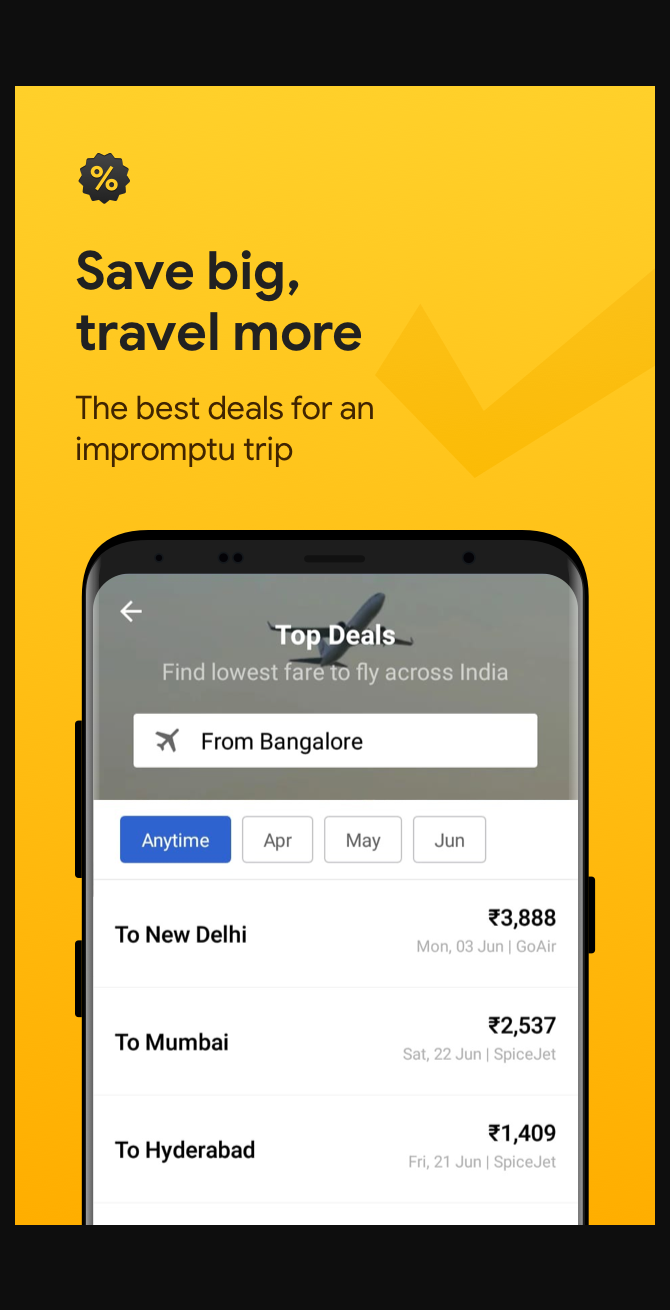 %
Save big,
travel more
The best deals for an
impromptu trip
Top Deals
Find lowest fare to fly across India
From Bangalore
Anytime Apr May Jun
To New Delhi ₹3,888
Mon, 03 Jun | GoAir
To Mumbai ₹2,537
Sat, 22 Jun | SpiceJet
To Hyderabad ₹1,409
Fri, 21 Jun | SpiceJet